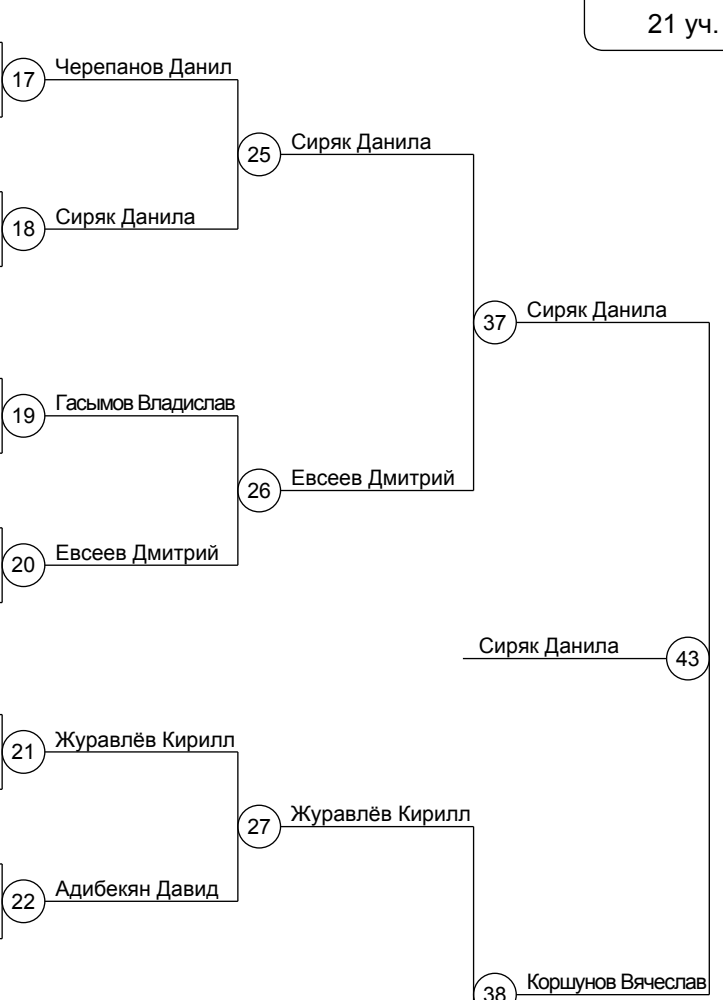 21 уч.
17 Черепанов Данил
25 Сиряк Данила
18 Сиряк Данила
37 Сиряк Данила
19 Гасымов Владислав
26 Евсеев Дмитрий
20 Евсеев Дмитрий
Сиряк Данила 43
21 Журавлёв Кирилл
27 Журавлёв Кирилл
22 Адибекян Давид
38 Коршунов Вячеслав